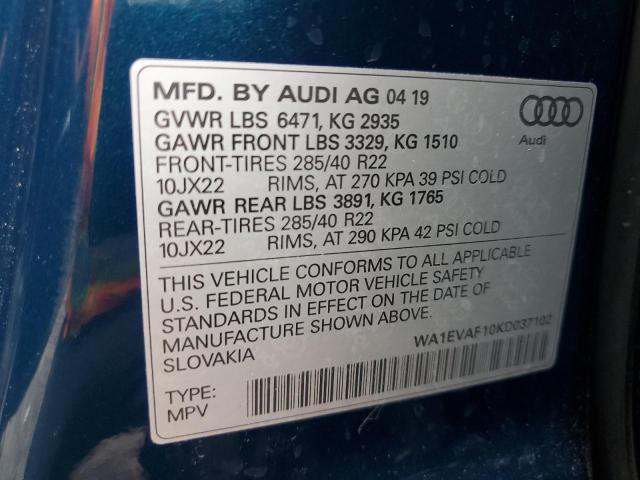 MFD. BY AUDI AG 04 19
GVWR LBS 6471, KG 2935
GAWR FRONT LBS 3329, KG 1510
FRONT-TIRES 285/40 R22
10JX22 RIMS, AT 270 KPA 39 PSI COLD
GAWR REAR LBS 3891, KG 1765
REAR-TIRES 285/40 R22
10JX22 RIMS, AT 290 KPA 42 PSI COLD
Audi
THIS VEHICLE CONFORMS TO ALL APPLICABLE
U.S. FEDERAL MOTOR VEHICLE SAFETY
STANDARDS IN EFFECT ON THE DATE OF
MANUFACTURE SHOWN ABOVE.
SLOVAKIA
WA1EVAF10KD037102
TYPE:
MPV